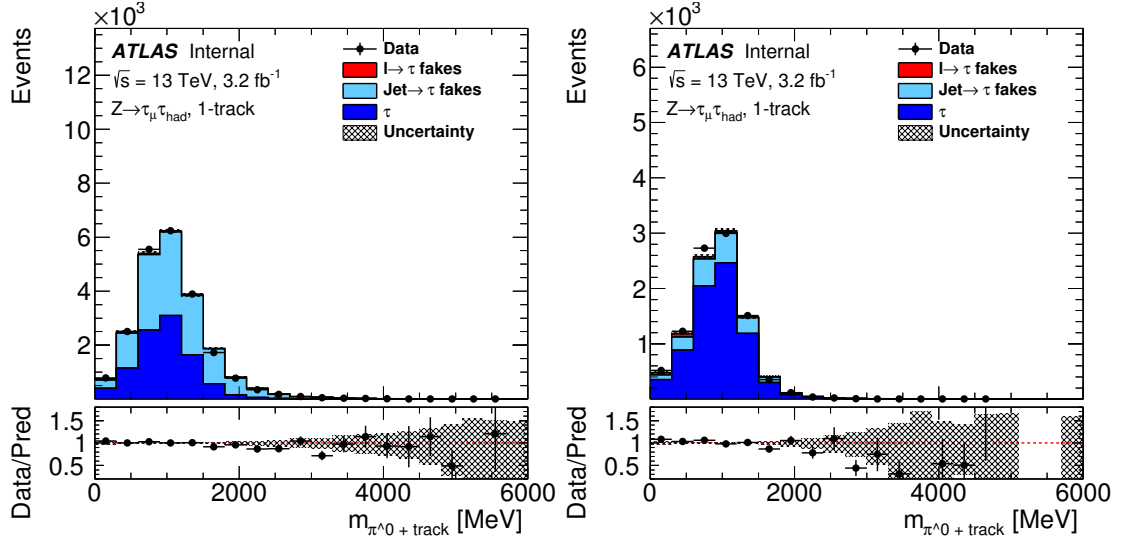 ×10³
Events
ATLAS Internal
√s = 13 TeV, 3.2 fb⁻¹
Z→τμτhad, 1-track
Data
l→ τ fakes
Jet→ τ fakes
τ
Uncertainty
12
10
8
6
4
2
Data/Pred
1.5
1
0.5
0 2000 4000 6000
m_π^0 + track [MeV]
×10³
Events
ATLAS Internal
√s = 13 TeV, 3.2 fb⁻¹
Z→τμτhad, 1-track
Data
l→ τ fakes
Jet→ τ fakes
τ
Uncertainty
6
5
4
3
2
1
Data/Pred
1.5
1
0.5
0 2000 4000 6000
m_π^0 + track [MeV]